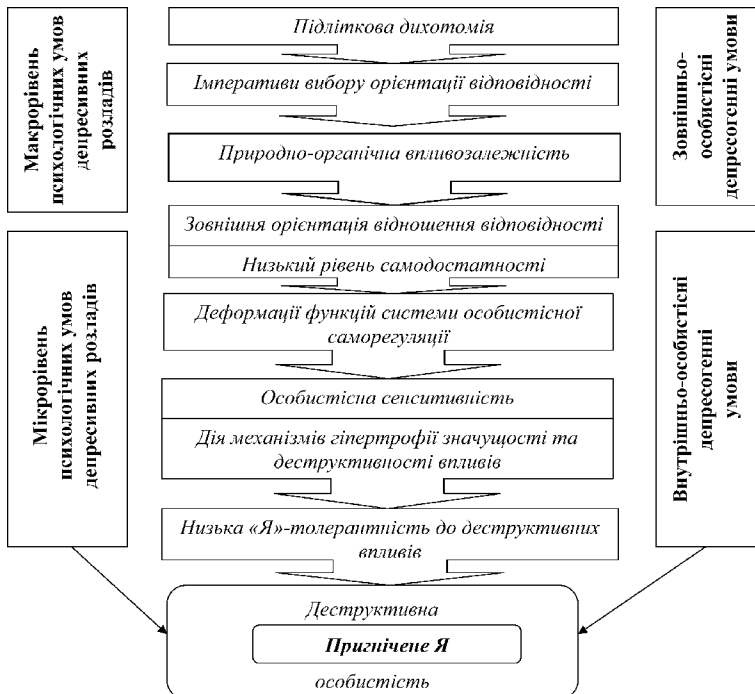 Підліткова дихотомія
Імперативи вибору орієнтації відповідності
Природно-органічна впливозалежність
Зовнішня орієнтація відношення відповідності
Низький рівень самодостатності
Деформації функцій системи особистісної
саморегуляції
Особистісна сенситивність
Дія механізмів гіпертрофії значущості та
деструктивності впливів
Низька «Я»-толерантність до деструктивних
впливів
Деструктивна
Пригнічене Я
особистість
Макрорівень
психологічних умов
депресивних
розладів
Мікрорівень
психологічних умов
депресивних розладів
Зовнішньо-
особистісні
депресогенні умови
Внутрішньо-особистісні
депресогенні
умови